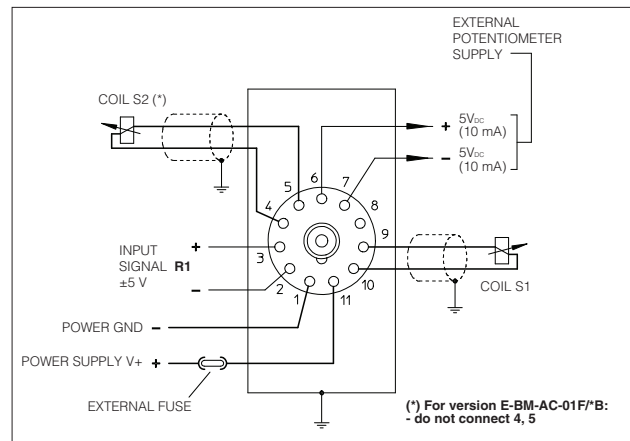 EXTERNAL
POTENTIOMETER
SUPPLY
COIL S2 (*)
+ 5VDC
(10 mA)
– 5VDC
(10 mA)
6
5
7
4
8
INPUT
SIGNAL R1
±5 V
+
–
3
9
2
10
1
11
COIL S1
POWER GND –
POWER SUPPLY V+ +
EXTERNAL FUSE
(*) For version E-BM-AC-01F/*B:
- do not connect 4, 5